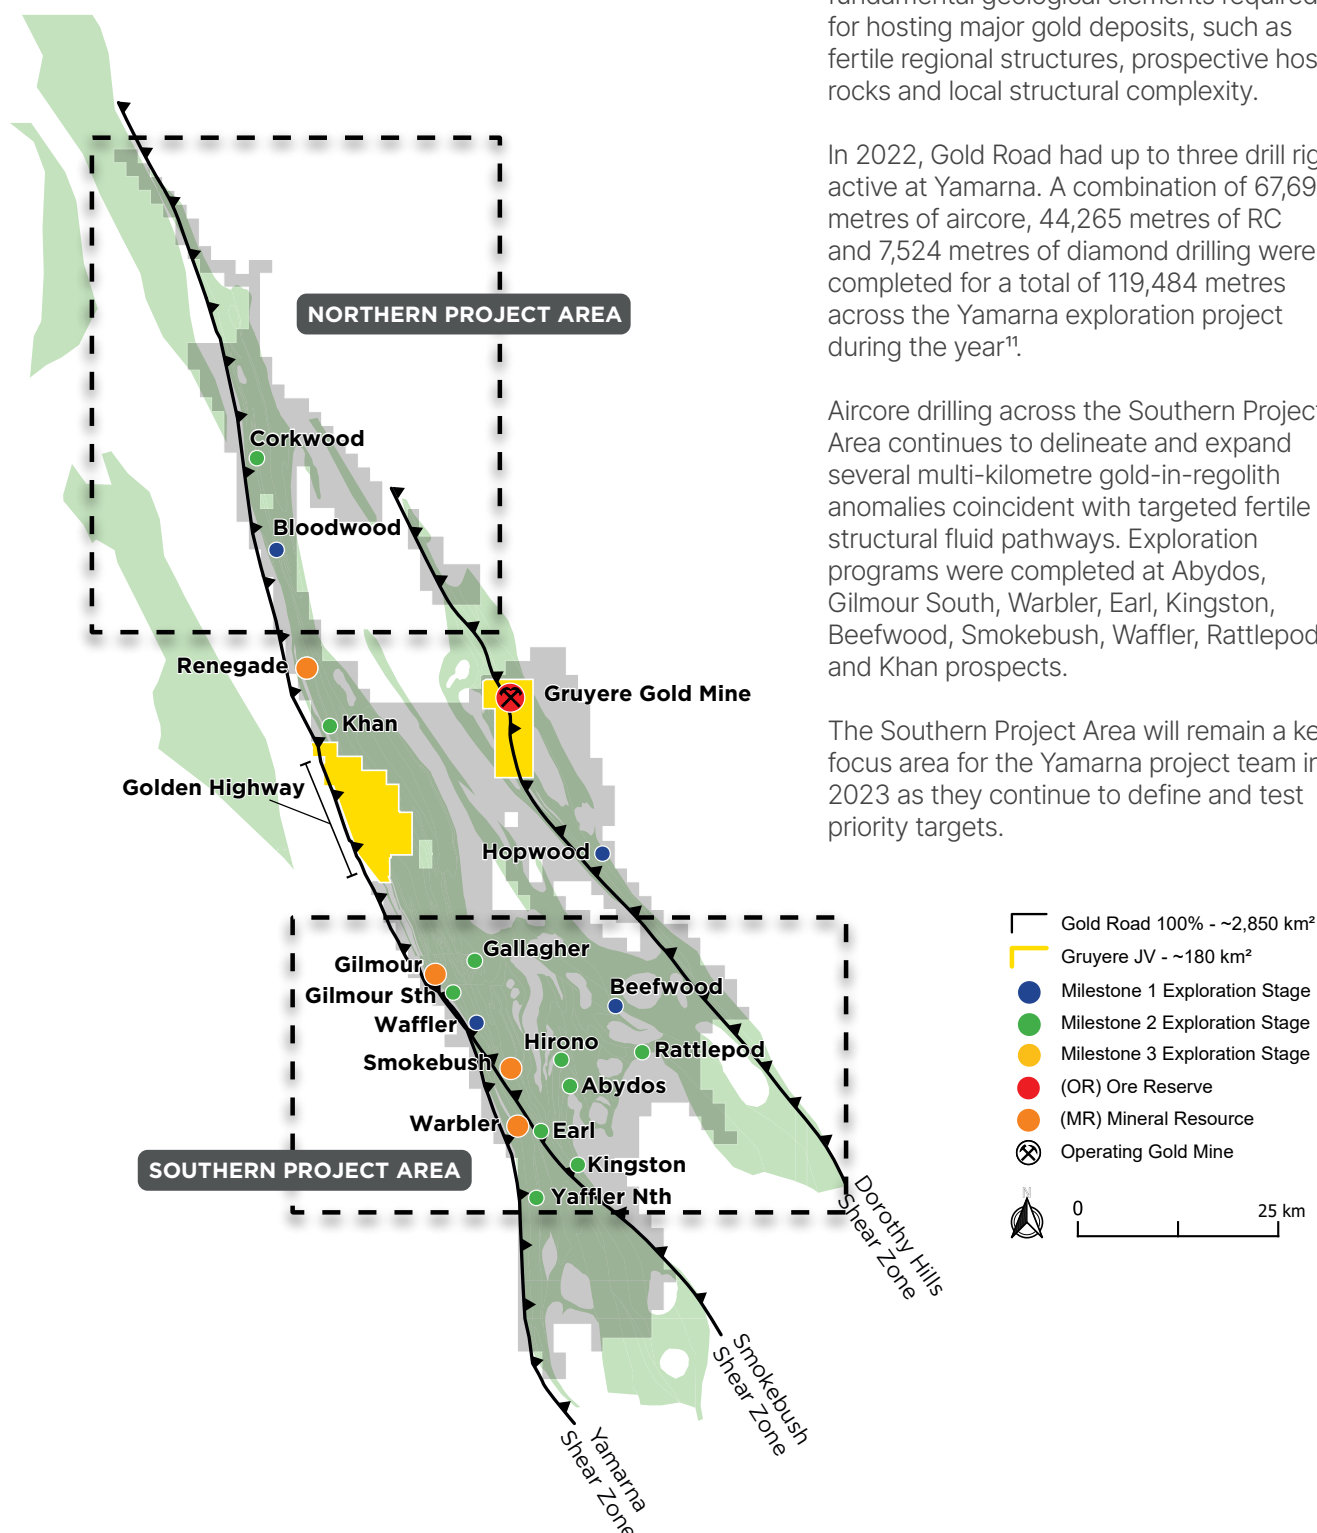 fundamental geological elements required
for hosting major gold deposits, such as
fertile regional structures, prospective
rocks and local structural complexity.
In 2022, Gold Road had up to three drill
active at Yamarna. A combination of
metres of aircore, 44,265 metres of RC
and 7,524 metres of diamond drilling were
completed for a total of 119,484 metres
across the Yamarna exploration project
during the year¹¹.
Aircore drilling across the Southern Project
Area continues to delineate and expand
several multi-kilometre gold-in-regolith
anomalies coincident with targeted fertile
structural fluid pathways. Exploration
programs were completed at Abydos,
Gilmour South, Warbler, Earl, Kingston,
Beefwood, Smokebush, Waffler, Rattlepod
and Khan prospects.
The Southern Project Area will remain a
focus area for the Yamarna project team in
2023 as they continue to define and test
priority targets.
NORTHERN PROJECT AREA
Corkwood
Bloodwood
Renegade
Gruyere Gold Mine
Khan
Golden Highway
Hopwood
Gallagher
Gilmour
Gilmour Sth
Beefwood
Waffler
Hirono
Rattlepod
Smokebush
Abydos
Warbler
Earl
Kingston
SOUTHERN PROJECT AREA
Yaffler Nth
Dorothy Hills
Shear Zone
Smokebush
Shear Zone
Yamarna
Shear Zone
Gold Road 100% - ~2,850 km²
Gruyere JV - ~180 km²
Milestone 1 Exploration Stage
Milestone 2 Exploration Stage
Milestone 3 Exploration Stage
(OR) Ore Reserve
(MR) Mineral Resource
Operating Gold Mine
N
0
25 km